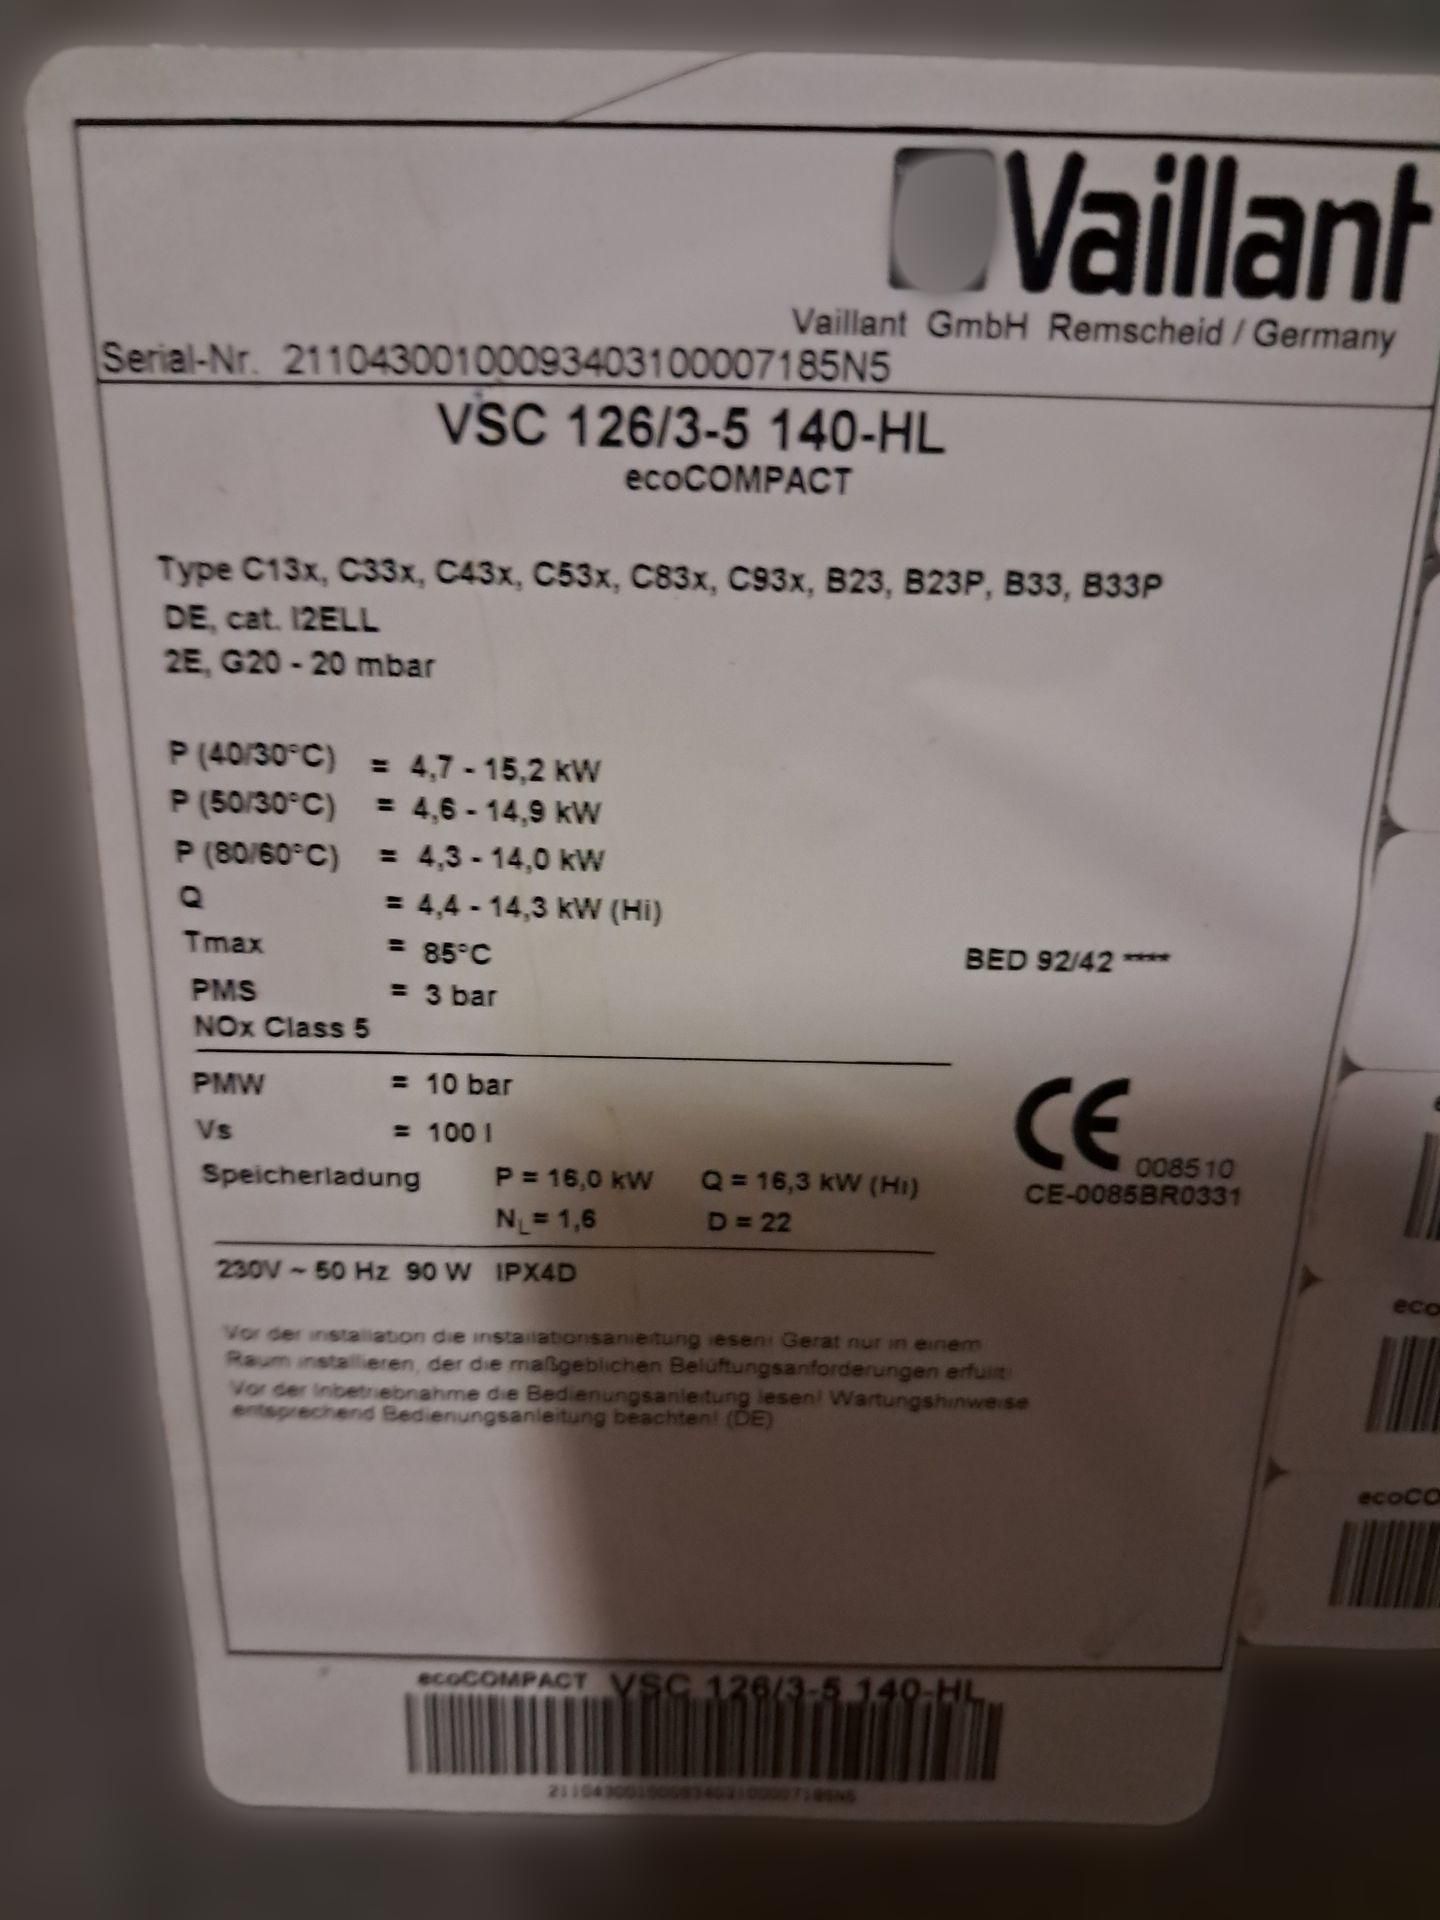 Vaillant
Vaillant GmbH Remscheid / Germany
Serial-Nr. 21104300100093403100007185N5
VSC 126/3-5 140-HL
ecoCOMPACT
Type C13x, C33x, C43x, C53x, C83x, C93x, B23, B23P, B33, B33P
DE, cat. I2ELL
2E, G20 - 20 mbar
P (40/30°C) = 4,7 - 15,2 kW
P (50/30°C) = 4,6 - 14,9 kW
P (80/60°C) = 4,3 - 14,0 kW
Q = 4,4 - 14,3 kW (Hi)
Tmax = 85°C
BED 92/42 ****
PMS = 3 bar
NOx Class 5
PMW = 10 bar
Vs = 100 l
CE 008510
Speicherladung P = 16,0 kW Q = 16,3 kW (Hi)
CE-0085BR0331
NL = 1,6 D = 22
230V ~ 50 Hz 90 W IPX4D
Vor der Installation die Installationsanleitung lesen! Gerät nur in einem
Raum installieren, der die maßgeblichen Belüftungsanforderungen erfüllt!
Vor der Inbetriebnahme die Bedienungsanleitung lesen! Wartungshinweise
entsprechend Bedienungsanleitung beachten! (DE)
ecoCOMPACT VSC 126/3-5 140-HL